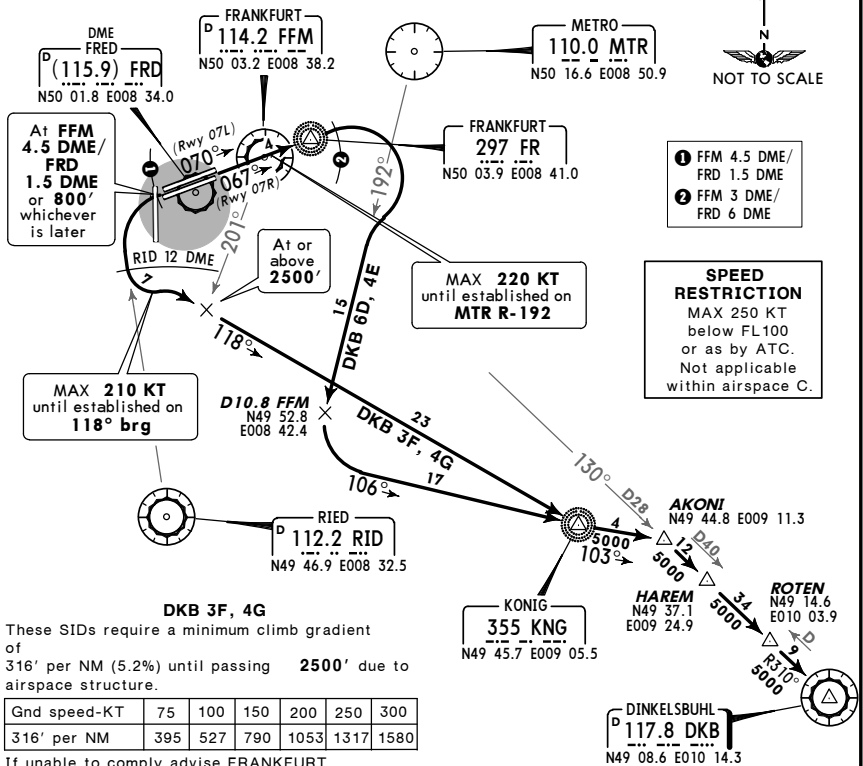 DME
FRED
D (115.9) FRD
N50 01.8 E008 34.0
FRANKFURT
D 114.2 FFM
N50 03.2 E008 38.2
METRO
110.0 MTR
N50 16.6 E008 50.9
N
NOT TO SCALE
At FFM
4.5 DME/
FRD
1.5 DME
or 800'
whichever
is later
1
(Rwy 07L)
070°
067°
(Rwy 07R)
4
2
FRANKFURT
297 FR
N50 03.9 E008 41.0
1 FFM 4.5 DME/
FRD 1.5 DME
2 FFM 3 DME/
FRD 6 DME
192°
201°
RID 12 DME
7
At or
above
2500'
118°
15
DKB 6D, 4E
MAX 220 KT
until established on
MTR R-192
SPEED
RESTRICTION
MAX 250 KT
below FL100
or as by ATC.
Not applicable
within airspace C.
MAX 210 KT
until established on
118° brg
D10.8 FFM
N49 52.8
E008 42.4
23
DKB 3F, 4G
17
106°
130°
D28
RIED
D 112.2 RID
N49 46.9 E008 32.5
AKONI
N49 44.8 E009 11.3
4
5000
103°
12
5000
D40
HAREM
N49 37.1
E009 24.9
34
5000
ROTEN
N49 14.6
E010 03.9
D
9
R310°
5000
KONIG
355 KNG
N49 45.7 E009 05.5
DINKELSBUHL
D 117.8 DKB
N49 08.6 E010 14.3
DKB 3F, 4G
These SIDs require a minimum climb gradient
of
316' per NM (5.2%) until passing 2500' due to
airspace structure.
Gnd speed-KT 75 100 150 200 250 300
316' per NM 395 527 790 1053 1317 1580
If unable to comply advise FRANKFURT